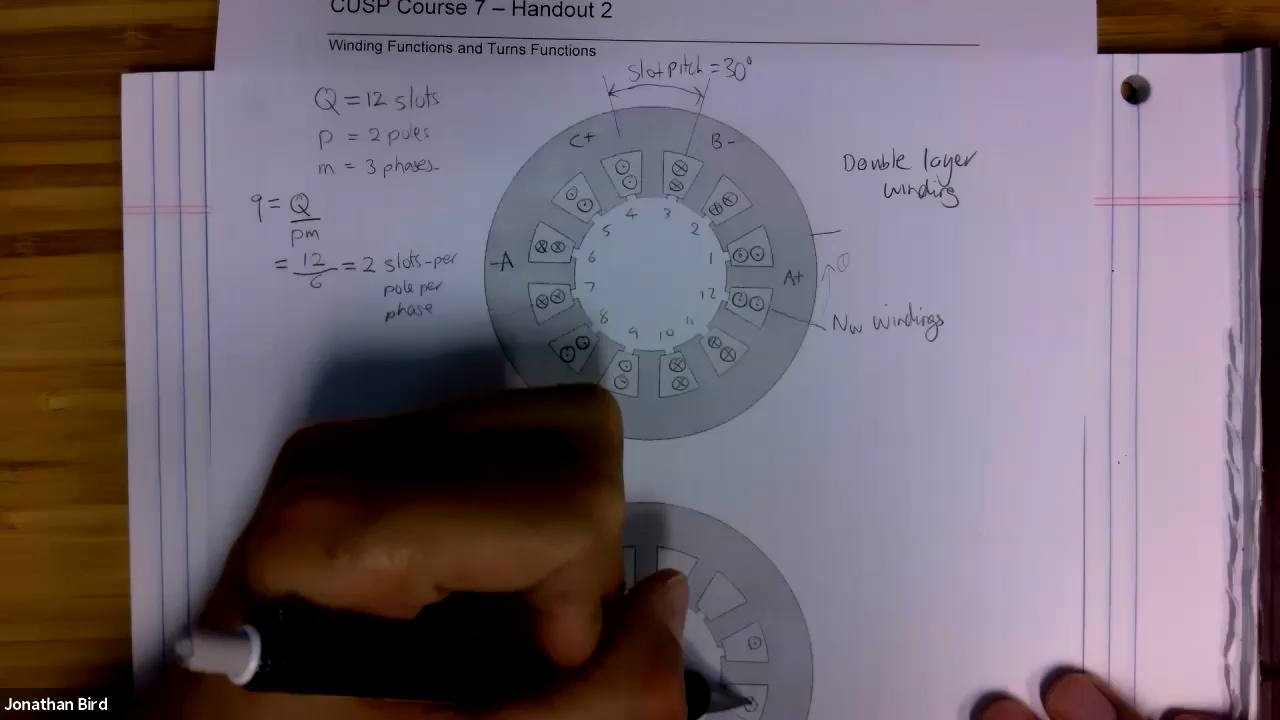 CUSP Course 7 – Handout 2
Winding Functions and Turns Functions
Slot Pitch = 30°
Q = 12 slots
p = 2 poles
m = 3 phases
q = Q
pm
= 12 = 2 slots-per
6
pole per
phase
C+
B-
Double layer
winding
4
3
5
2
6
1
-A
A+
θ
7
12
8
11
9
10
Nw windings
Jonathan Bird